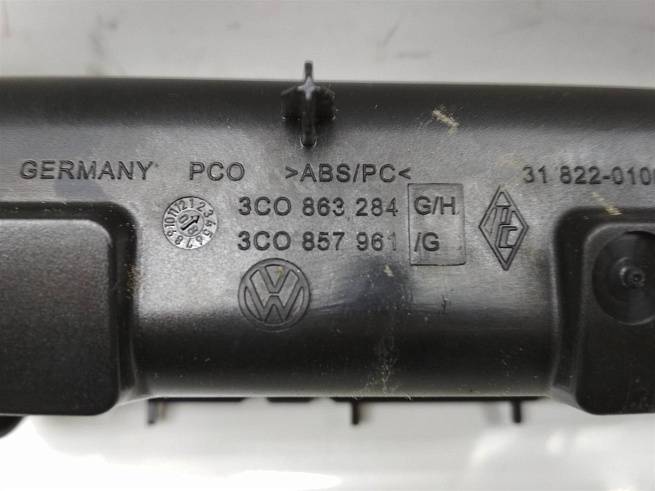 GERMANY PCO >ABS/PC< 31 822-010
3C0 863 284 G/H
3C0 857 961 /G